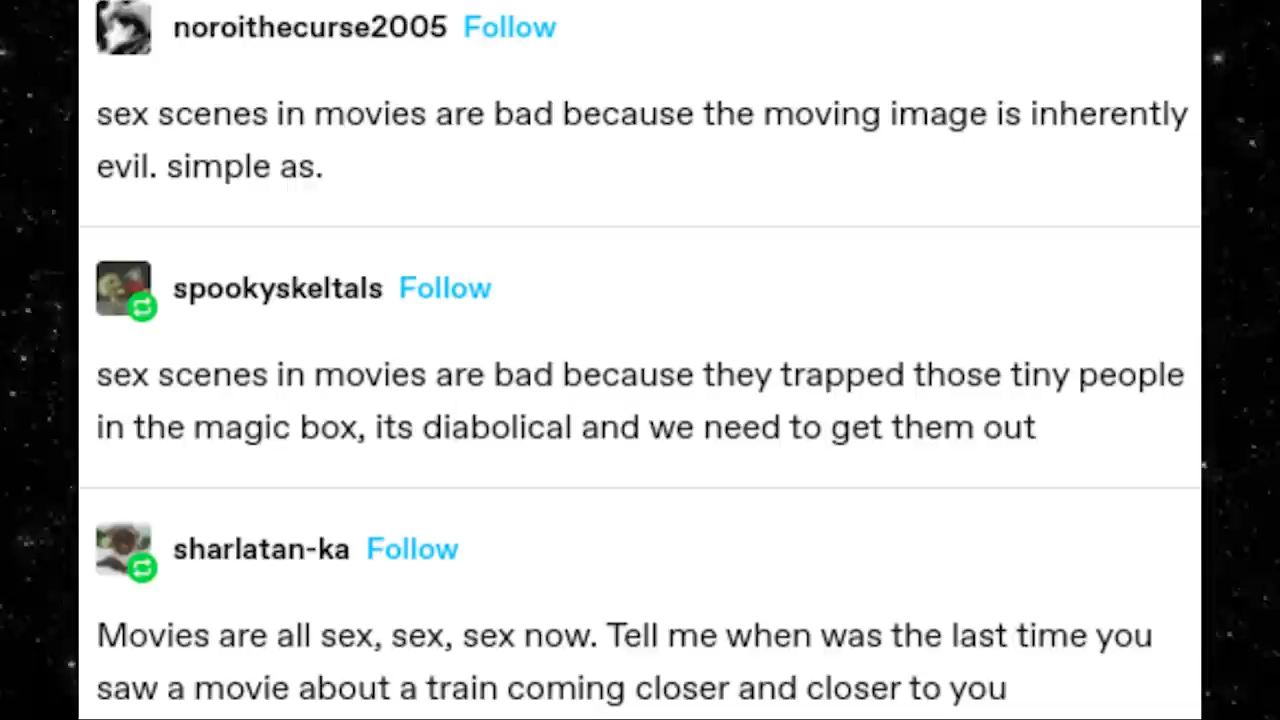 noroithecurse2005 Follow
sex scenes in movies are bad because the moving image is inherently
evil. simple as.
spookyskeltals Follow
sex scenes in movies are bad because they trapped those tiny people
in the magic box, its diabolical and we need to get them out
sharlatan-ka Follow
Movies are all sex, sex, sex now. Tell me when was the last time you
saw a movie about a train coming closer and closer to you